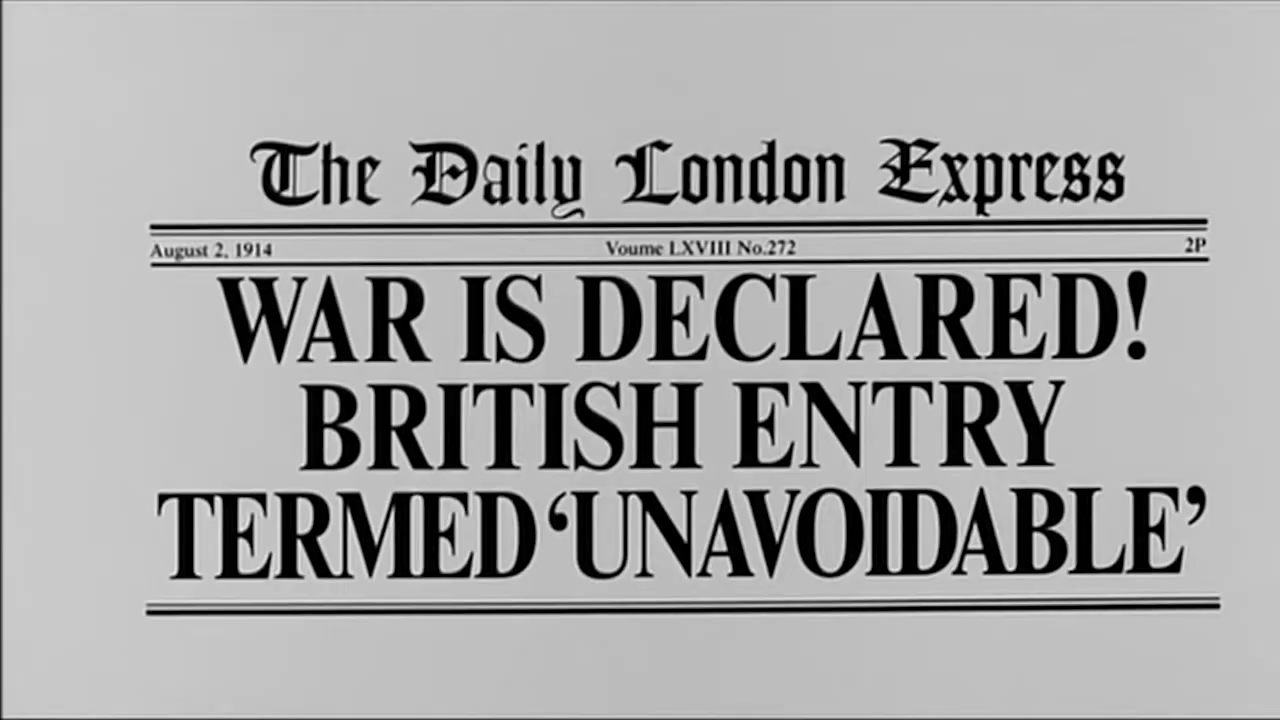 The Daily London Express
August 2, 1914 Voume LXVIII No.272 2P
WAR IS DECLARED!
BRITISH ENTRY
TERMED ‘UNAVOIDABLE’